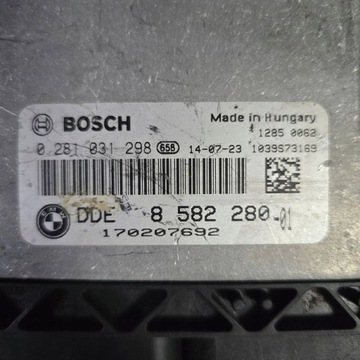 BOSCH
Made in Hungary
1285 0062
0 281 031 298 658 14-07-23 1039S73169
DDE 8 582 280-01
170207692